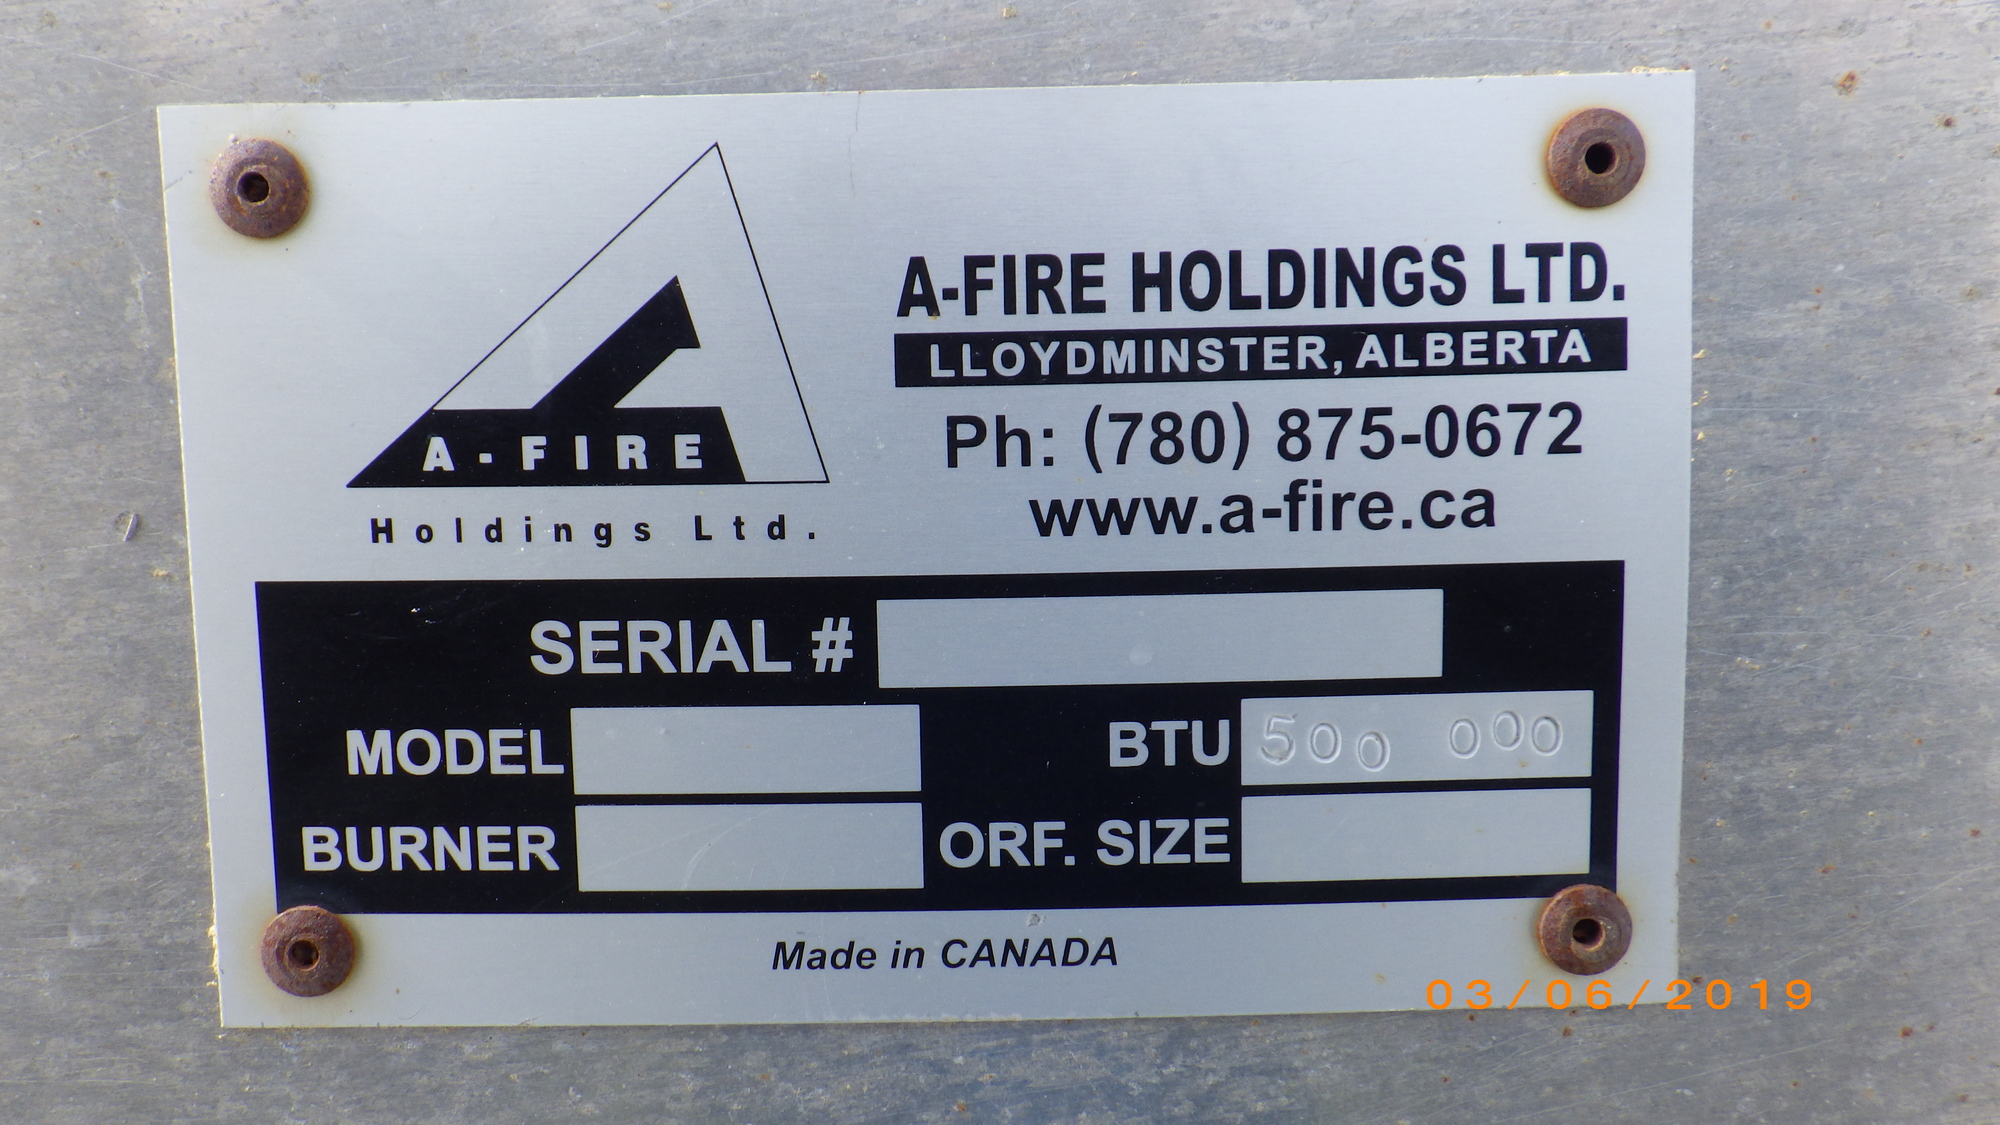 A-FIRE
Holdings Ltd.
A-FIRE HOLDINGS LTD.
LLOYDMINSTER, ALBERTA
Ph: (780) 875-0672
www.a-fire.ca
SERIAL #
MODEL
BTU 500 000
BURNER
ORF. SIZE
Made in CANADA
03/06/2019